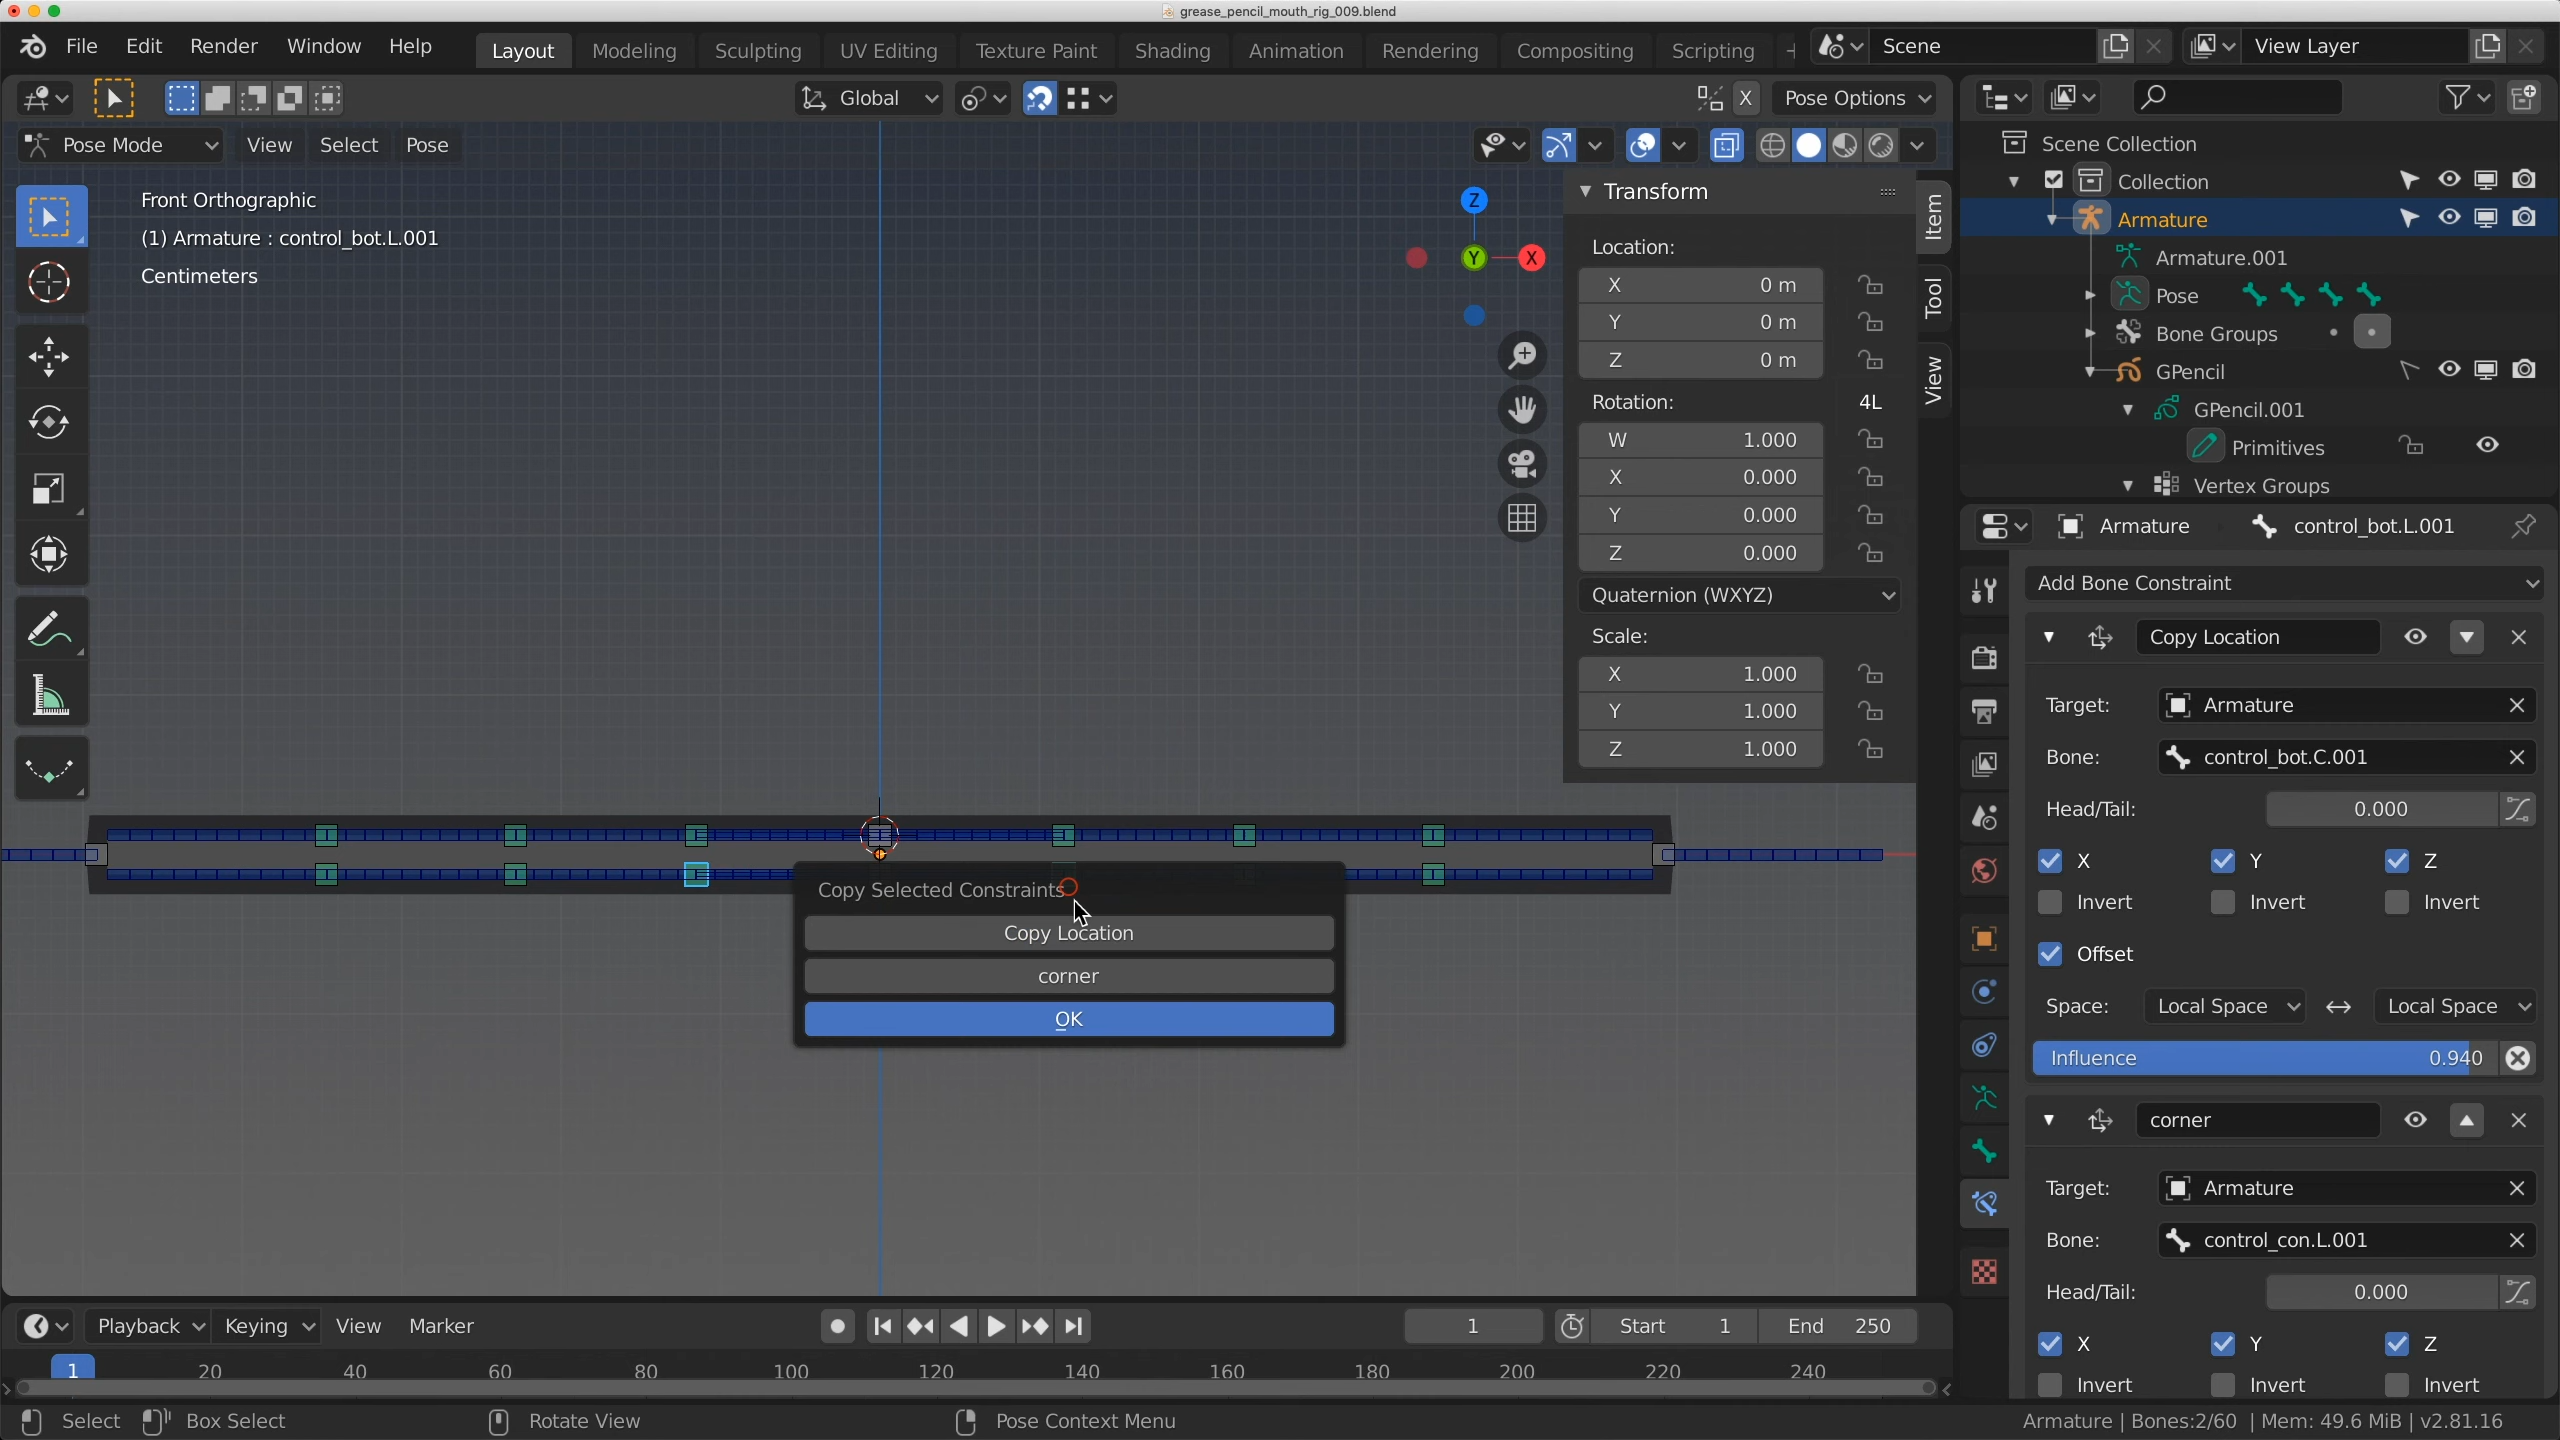 grease_pencil_mouth_rig_009.blend
File Edit Render Window Help Layout Modeling Sculpting UV Editing Texture Paint Shading Animation Rendering Compositing Scripting + Scene View Layer
Global X Pose Options
Pose Mode View Select Pose
Front Orthographic
(1) Armature : control_bot.L.001
Centimeters
Z
Y
X
Transform
Location:
X 0 m
Y 0 m
Z 0 m
Rotation: 4L
W 1.000
X 0.000
Y 0.000
Z 0.000
Quaternion (WXYZ)
Scale:
X 1.000
Y 1.000
Z 1.000
Item
Tool
View
Scene Collection
Collection
Armature
Armature.001
Pose
Bone Groups
GPencil
GPencil.001
Primitives
Vertex Groups
Armature control_bot.L.001
Add Bone Constraint
Copy Location
Target: Armature
Bone: control_bot.C.001
Head/Tail: 0.000
X Y Z
Invert Invert Invert
Offset
Space: Local Space Local Space
Influence 0.940
corner
Target: Armature
Bone: control_con.L.001
Head/Tail: 0.000
X Y Z
Invert Invert Invert
Copy Selected Constraints
Copy Location
corner
OK
Playback Keying View Marker 1 Start 1 End 250
1 20 40 60 80 100 120 140 160 180 200 220 240
Select Box Select Rotate View Pose Context Menu Armature | Bones:2/60 | Mem: 49.6 MiB | v2.81.16